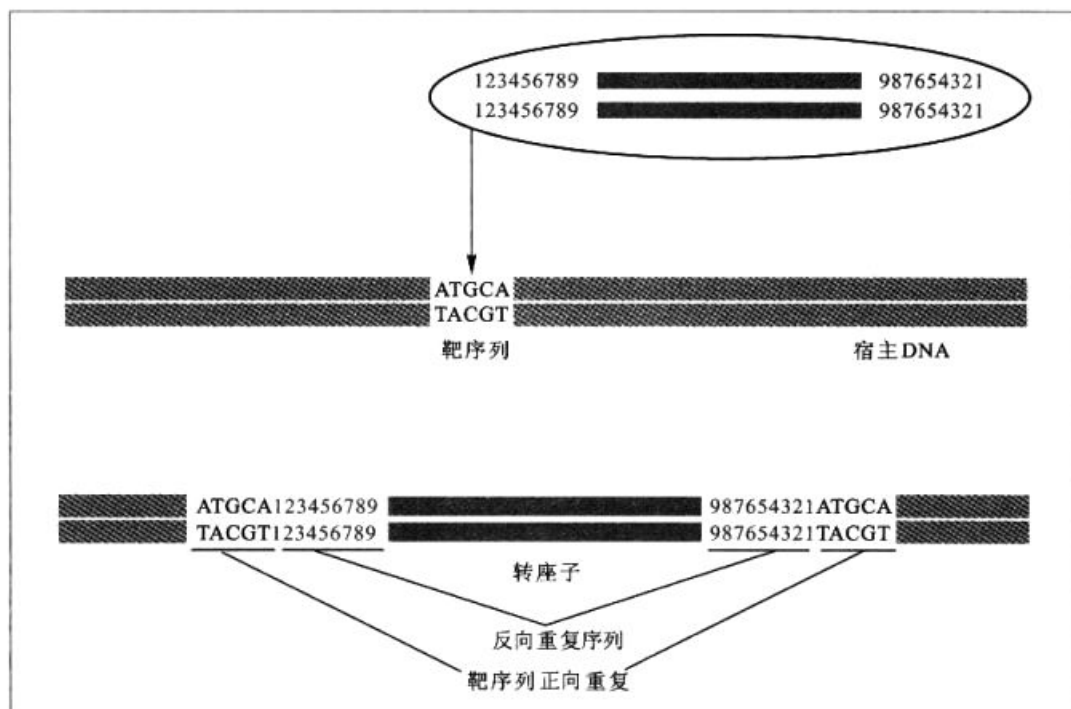 123456789 987654321
123456789 987654321
ATGCA
TACGT
靶序列 宿主DNA
ATGCA123456789 987654321ATGCA
TACGT123456789 987654321TACGT
转座子
反向重复序列
靶序列正向重复